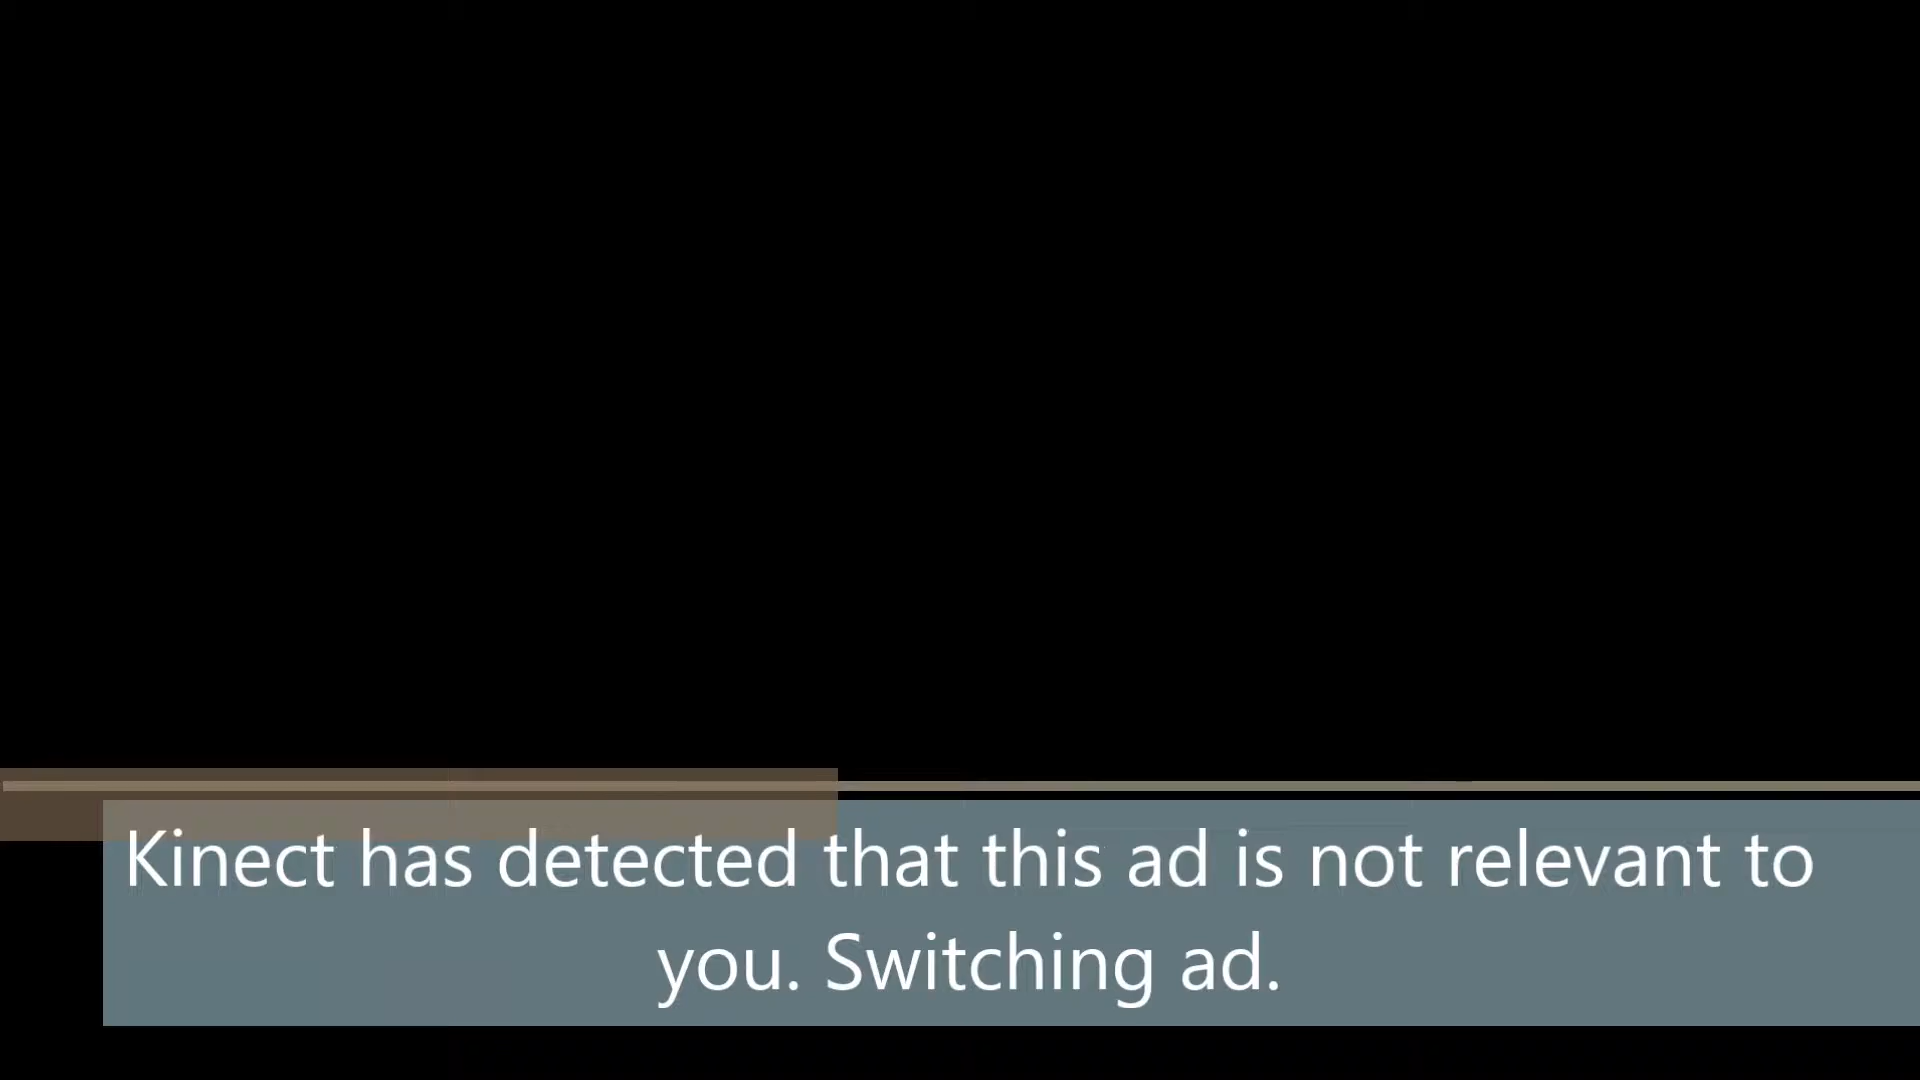 Kinect has detected that this ad is not relevant to
you. Switching ad.